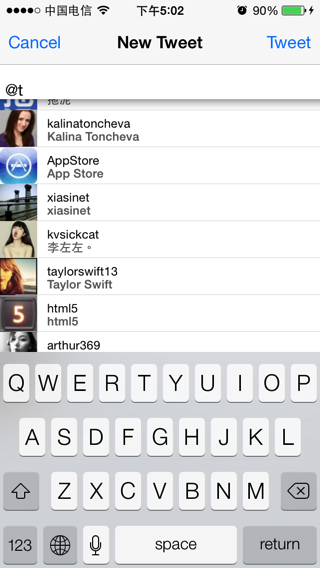 中国电信 下午5:02 90%
Cancel New Tweet Tweet
@t
kalinatoncheva
Kalina Toncheva
AppStore
App Store
xiasinet
xiasinet
kvsickcat
李左左。
taylorswift13
Taylor Swift
5
html5
html5
arthur369
Q W E R T Y U I O P
A S D F G H J K L
Z X C V B N M
123 space return